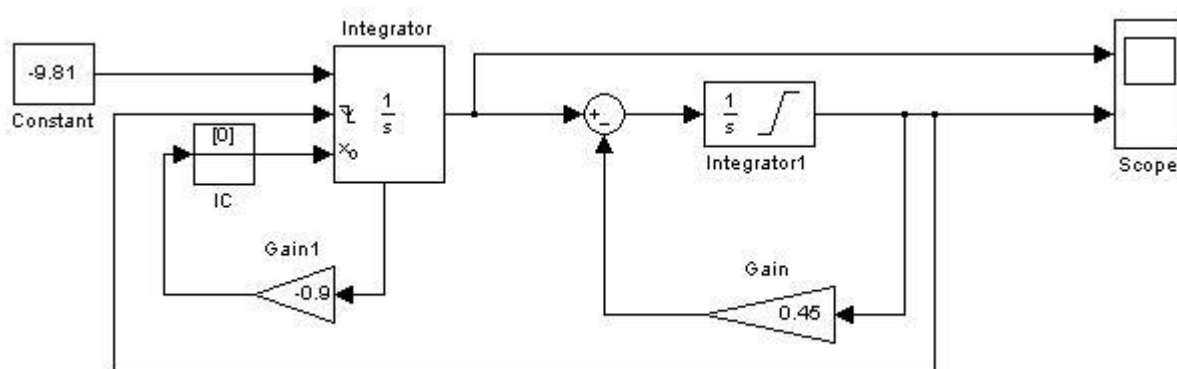 Integrator
-9.81
Constant
1
s
x0
[0]
IC
Gain1
-0.9
+
-
1
s
Integrator1
Gain
0.45
Scope